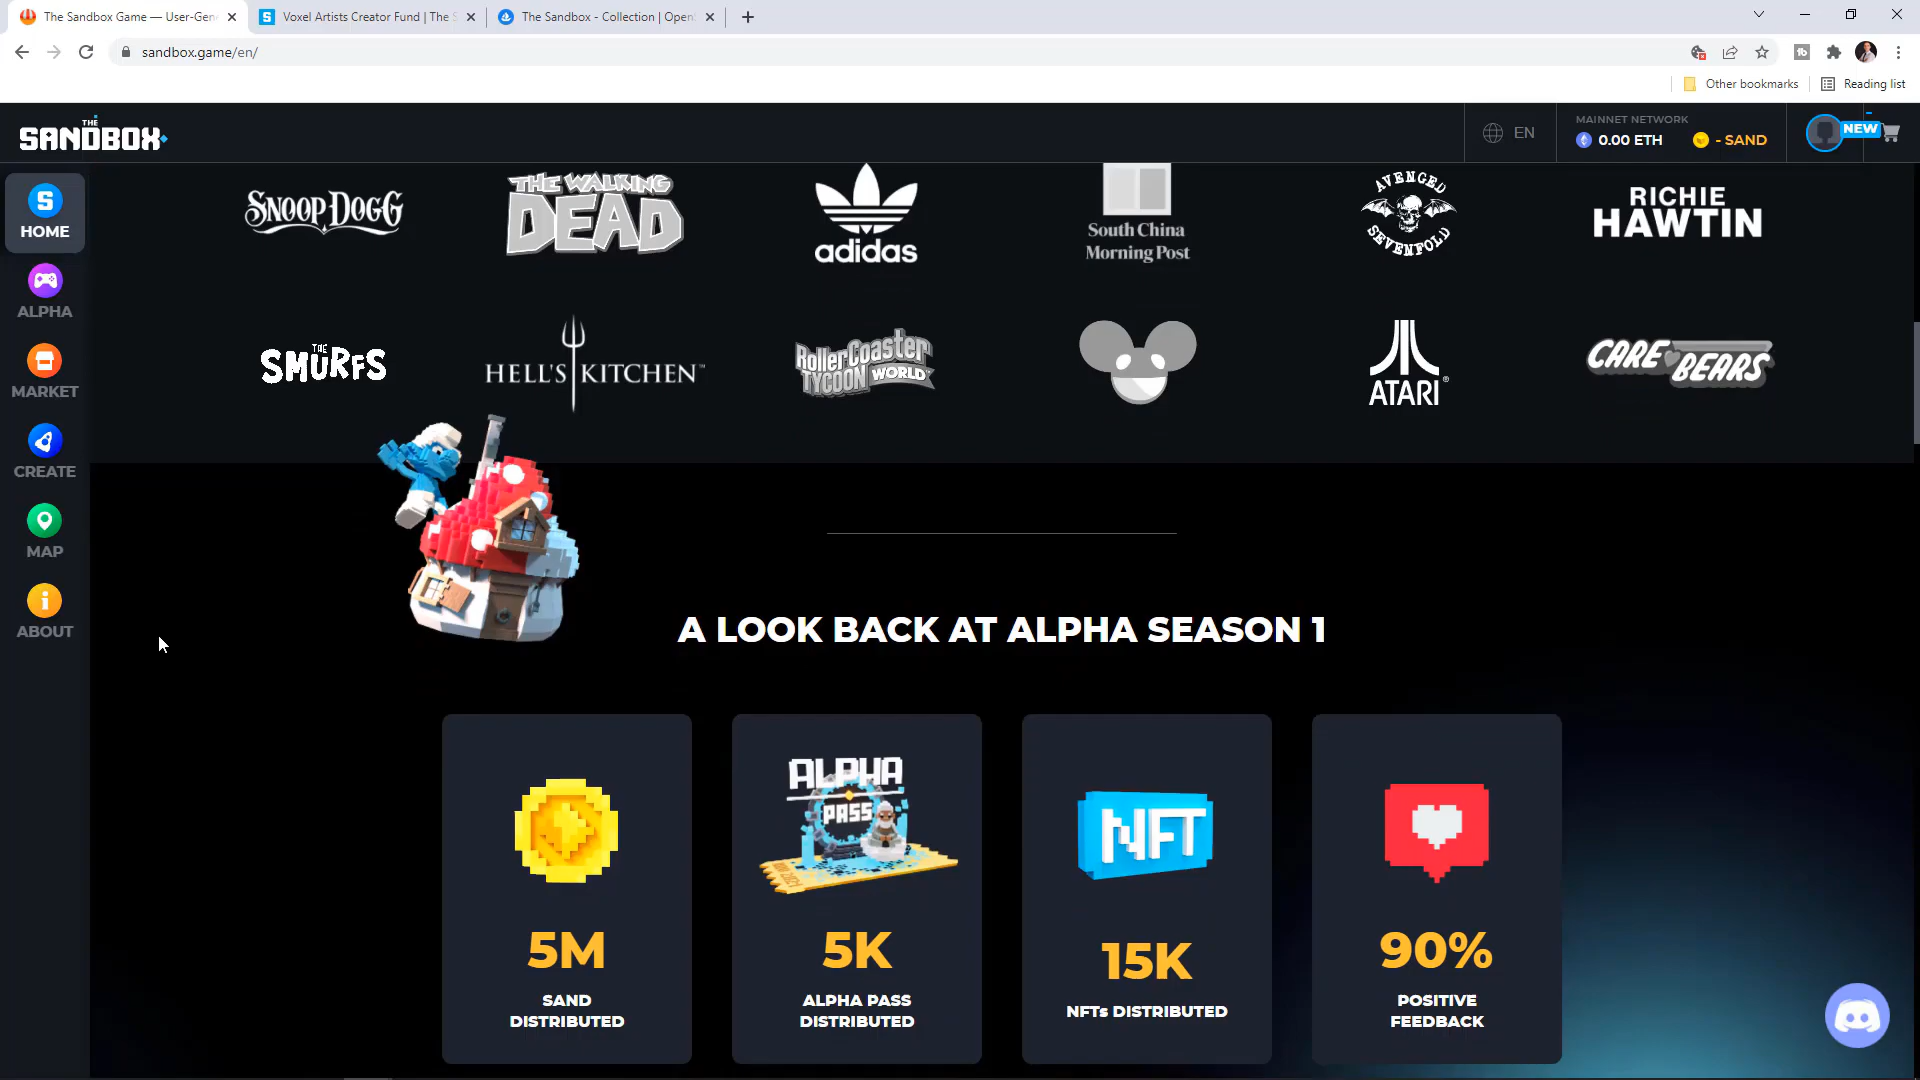 The Sandbox Game — User-Gen
Voxel Artists Creator Fund | The S
The Sandbox - Collection | Open
sandbox.game/en/
Other bookmarks
Reading list
THE
SANDBOX
EN
MAINNET NETWORK
0.00 ETH
- SAND
NEW
S
HOME
ALPHA
MARKET
CREATE
MAP
ABOUT
SNOOP DOGG
THE WALKING
DEAD
adidas
South China
Morning Post
AVENGED
SEVENFOLD
RICHIE
HAWTIN
THE
SMURFS
HELL'S KITCHEN™
RollerCoaster
TYCOON WORLD™
ATARI®
CARE BEARS
A LOOK BACK AT ALPHA SEASON 1
ALPHA
PASS
NFT
5M
SAND
DISTRIBUTED
5K
ALPHA PASS
DISTRIBUTED
15K
NFTs DISTRIBUTED
90%
POSITIVE
FEEDBACK